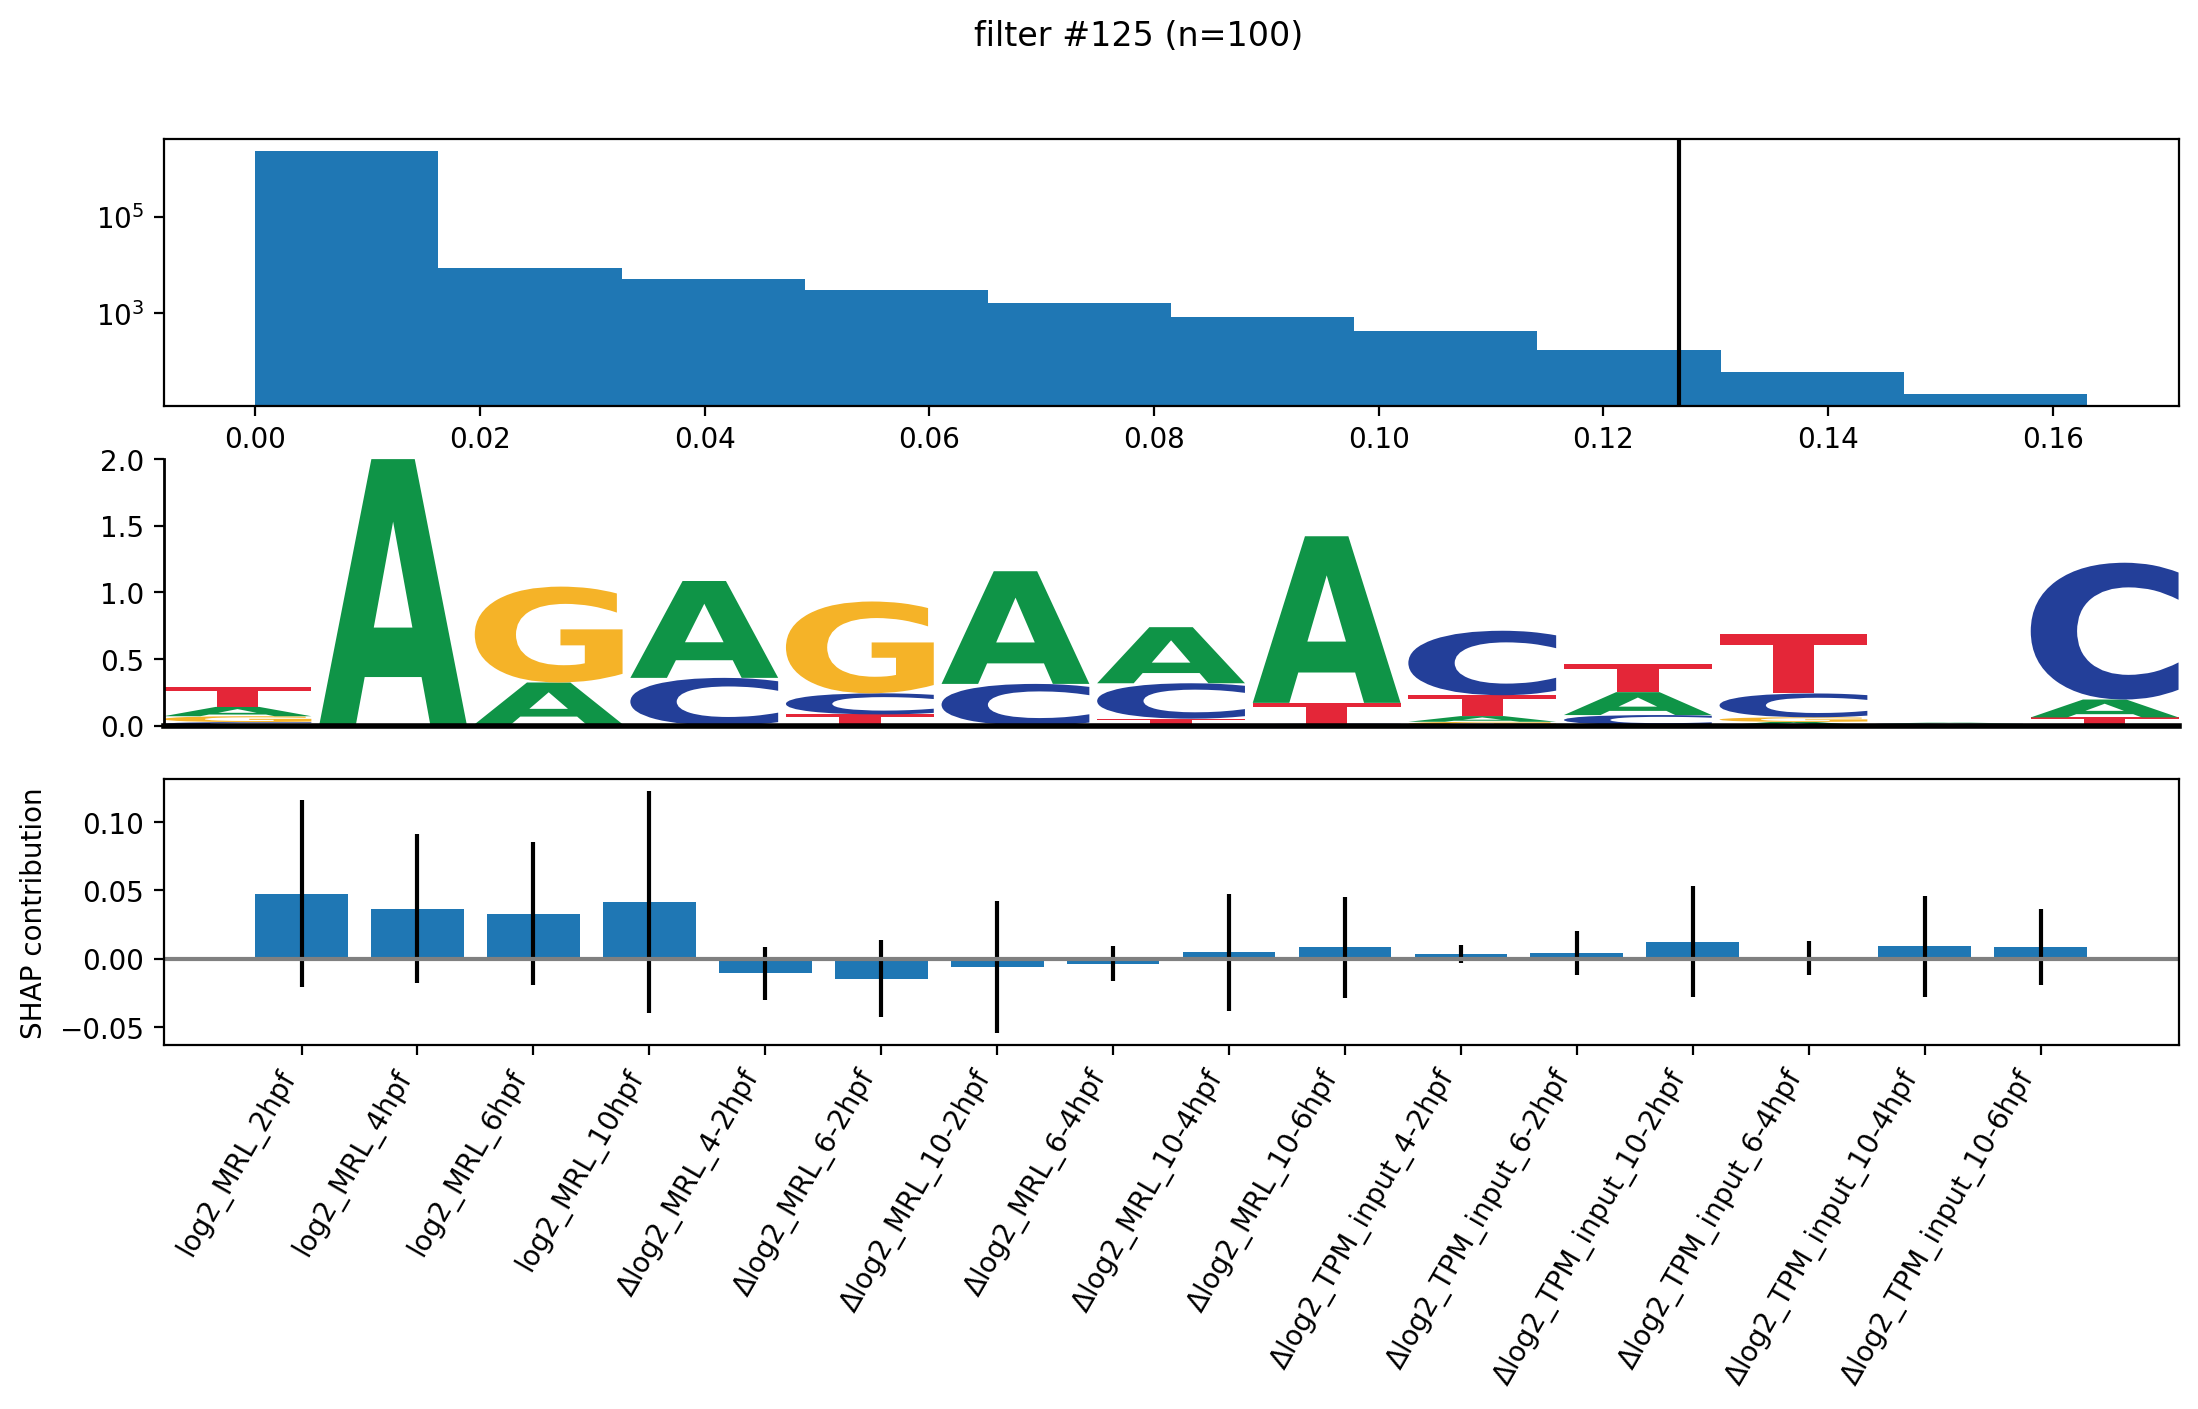 filter #125 (n=100)
10⁵
10³
0.00 0.02 0.04 0.06 0.08 0.10 0.12 0.14 0.16
2.0
1.5
1.0
0.5
0.0
T A G A G A A A C T T C
A C C C C T T A C
T T A C A T
SHAP contribution
0.10
0.05
0.00
−0.05
log2_MRL_2hpf
log2_MRL_4hpf
log2_MRL_6hpf
log2_MRL_10hpf
Δlog2_MRL_4-2hpf
Δlog2_MRL_6-2hpf
Δlog2_MRL_10-2hpf
Δlog2_MRL_6-4hpf
Δlog2_MRL_10-4hpf
Δlog2_MRL_10-6hpf
Δlog2_TPM_input_4-2hpf
Δlog2_TPM_input_6-2hpf
Δlog2_TPM_input_10-2hpf
Δlog2_TPM_input_6-4hpf
Δlog2_TPM_input_10-4hpf
Δlog2_TPM_input_10-6hpf